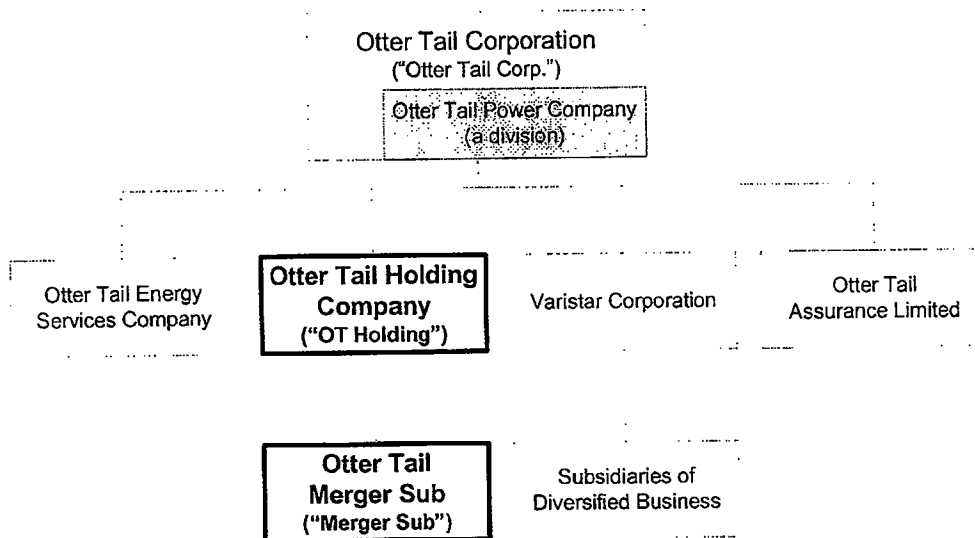 Otter Tail Corporation
("Otter Tail Corp.")
Otter Tail Power Company
(a division)
Otter Tail Energy
Services Company
Otter Tail Holding
Company
("OT Holding")
Varistar Corporation
Otter Tail
Assurance Limited
Otter Tail
Merger Sub
("Merger Sub")
Subsidiaries of
Diversified Business